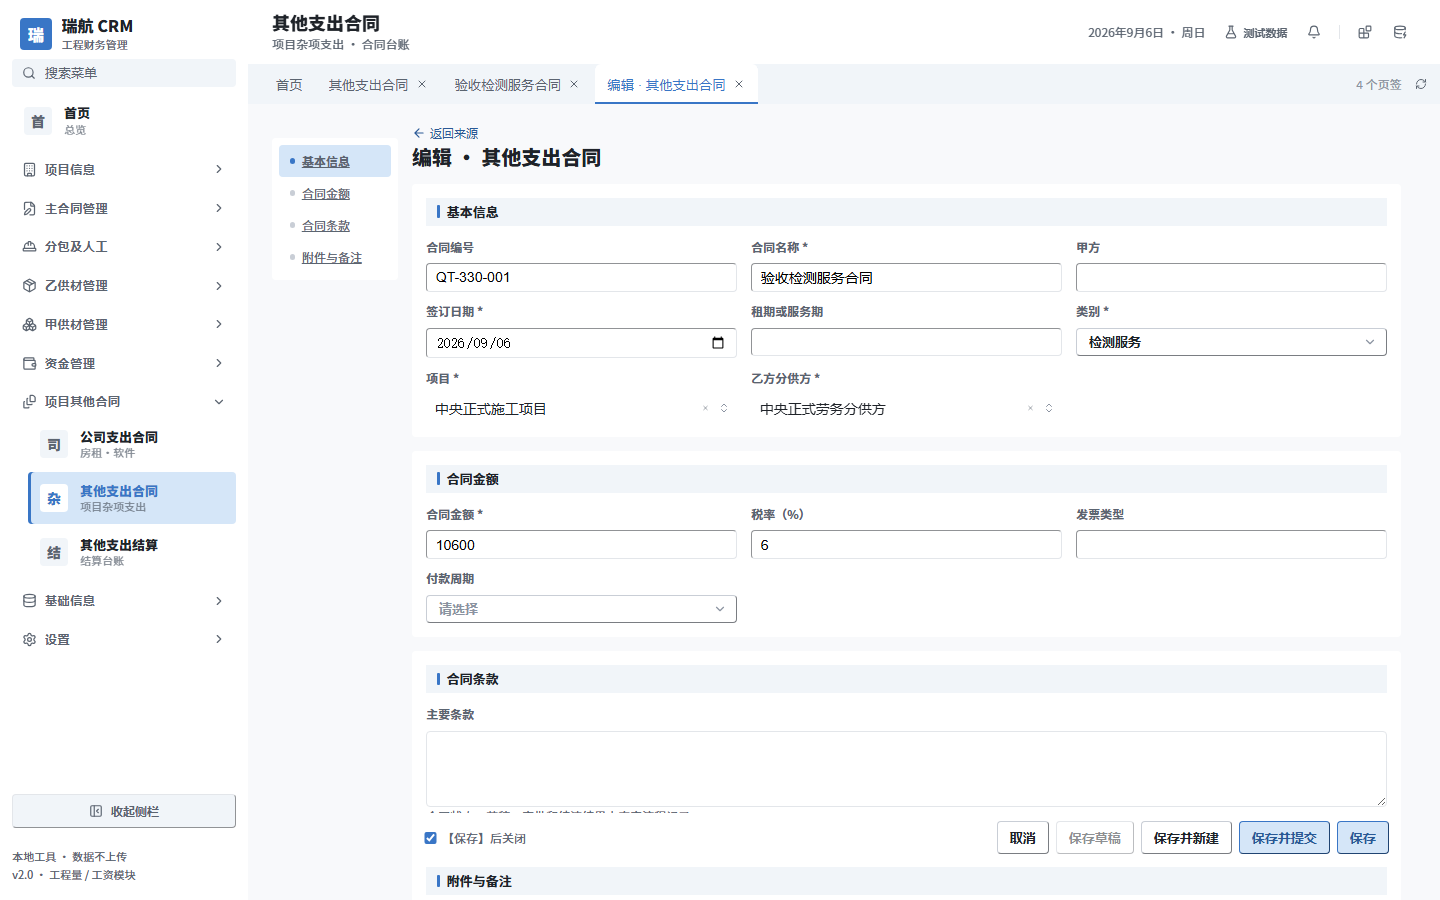 瑞
瑞航 CRM
工程财务管理
搜索菜单
首
首页
总览
项目信息
主合同管理
分包及人工
乙供材管理
甲供材管理
资金管理
项目其他合同
司
公司支出合同
房租・软件
杂
其他支出合同
项目杂项支出
结
其他支出结算
结算台账
基础信息
设置
收起侧栏
本地工具 · 数据不上传
v2.0 · 工程量 / 工资模块
其他支出合同
项目杂项支出 · 合同台账
2026年9月6日 · 周日
测试数据
首页
其他支出合同
验收检测服务合同
编辑 · 其他支出合同
4 个页签
基本信息
合同金额
合同条款
附件与备注
返回来源
编辑 · 其他支出合同
基本信息
合同编号
合同名称 *
甲方
QT-330-001
验收检测服务合同
签订日期 *
租期或服务期
类别 *
2026/09/06
检测服务
项目 *
乙方分供方 *
中央正式施工项目
中央正式劳务分供方
合同金额
合同金额 *
税率（%）
发票类型
10600
6
付款周期
请选择
合同条款
主要条款
【保存】后关闭
取消
保存草稿
保存并新建
保存并提交
保存
附件与备注